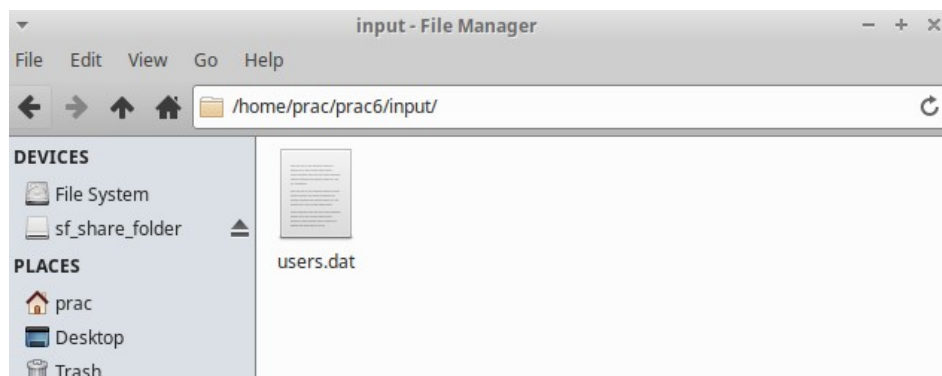 input - File Manager
File Edit View Go Help
/home/prac/prac6/input/
DEVICES
File System
sf_share_folder
PLACES
prac
Desktop
Trash
users.dat